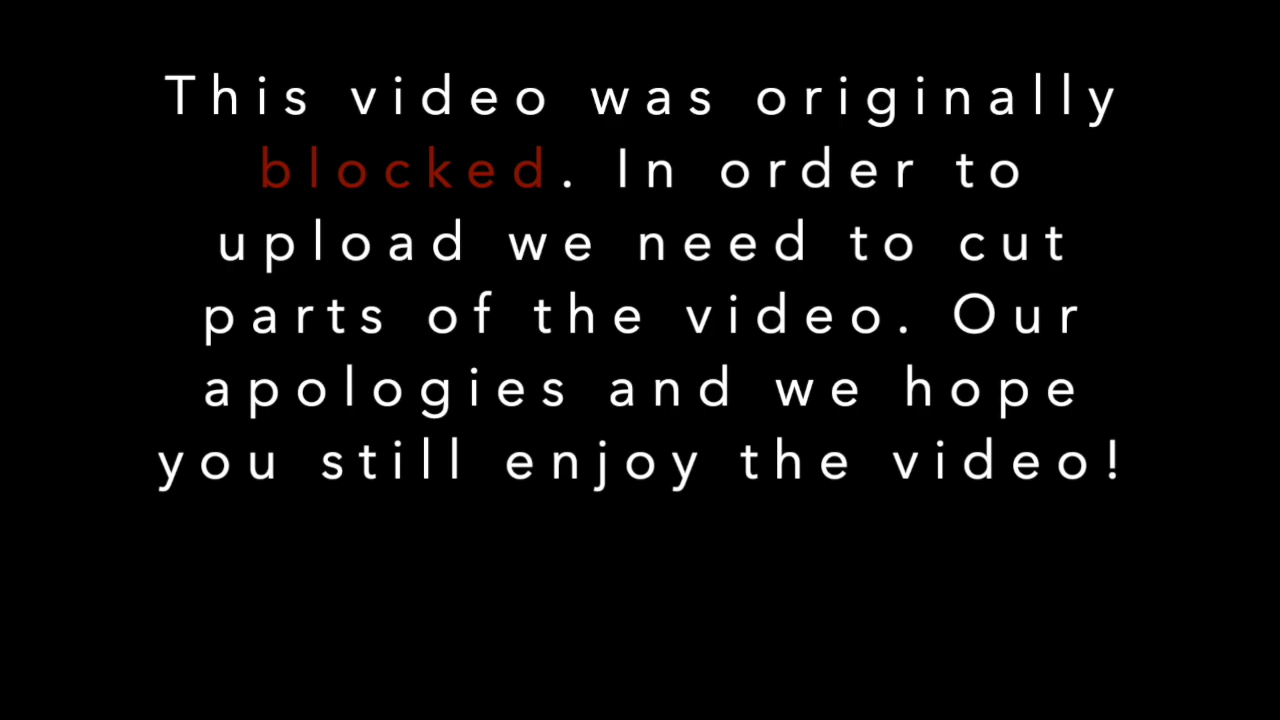 This video was originally
blocked. In order to
upload we need to cut
parts of the video. Our
apologies and we hope
you still enjoy the video!